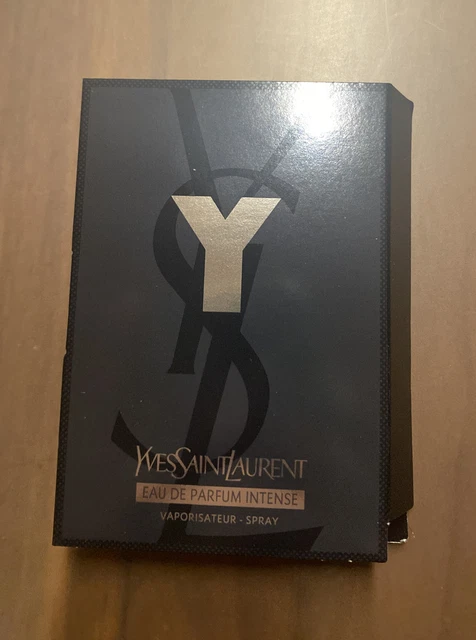 Y
YVESSAINTLAURENT
EAU DE PARFUM INTENSE
VAPORISATEUR - SPRAY